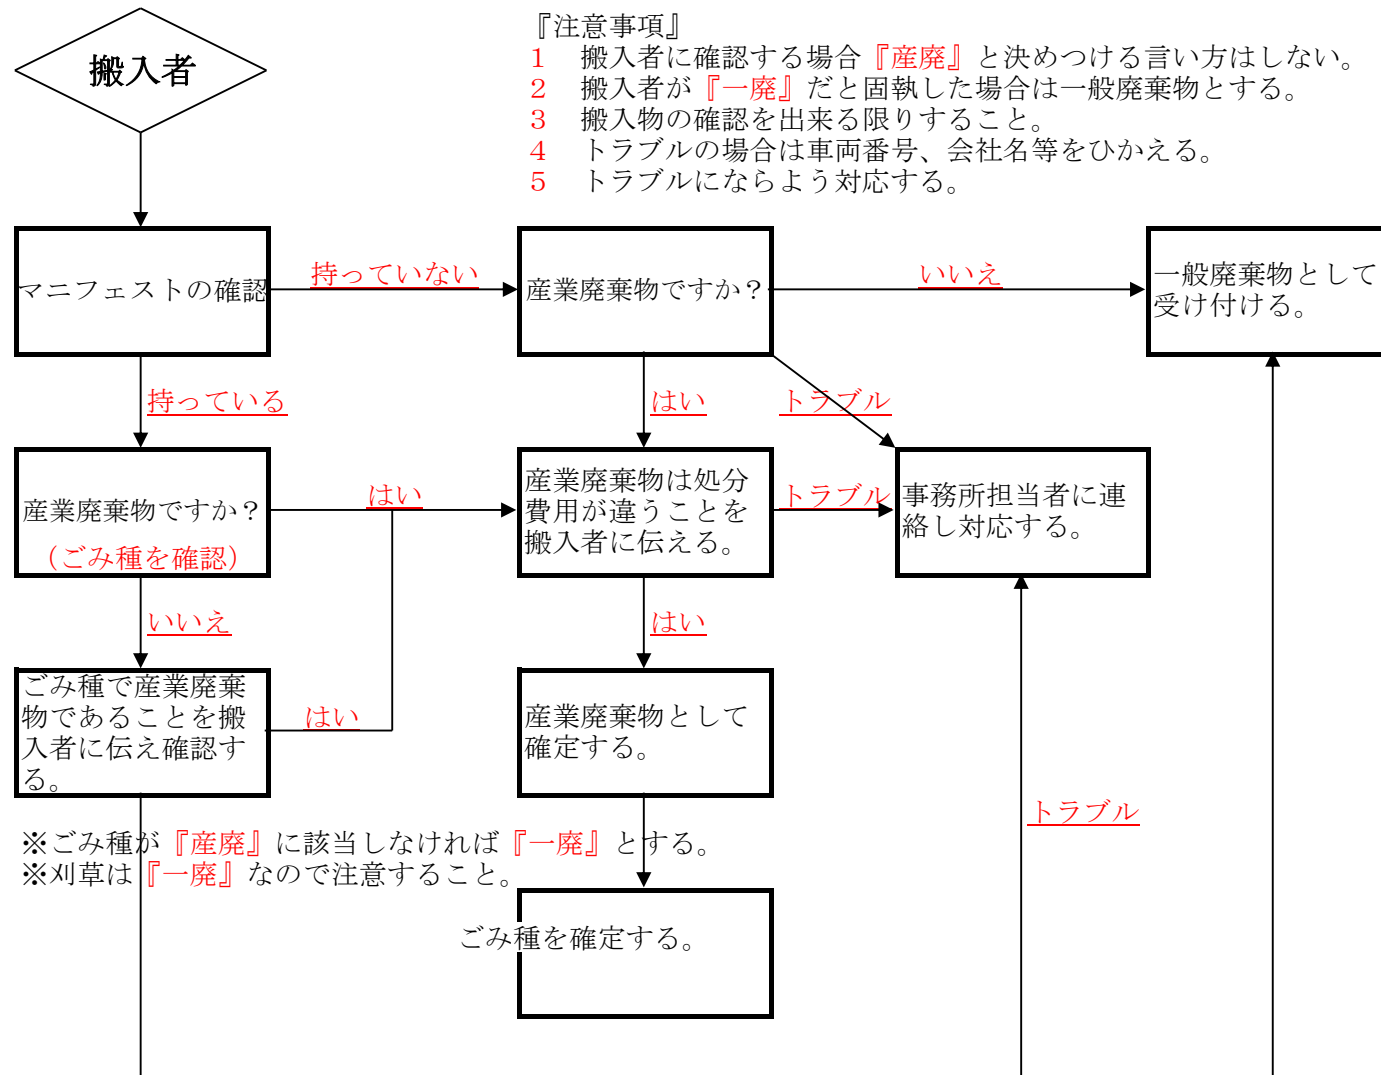 搬入者
『注意事項』
1 搬入者に確認する場合『産廃』と決めつける言い方はしない。
2 搬入者が『一廃』だと固執した場合は一般廃棄物とする。
3 搬入物の確認を出来る限りすること。
4 トラブルの場合は車両番号、会社名等をひかえる。
5 トラブルにならよう対応する。
マニフェストの確認
持っていない
産業廃棄物ですか？
いいえ
一般廃棄物として
受け付ける。
持っている
はい
トラブル
産業廃棄物ですか？
（ごみ種を確認）
はい
産業廃棄物は処分
費用が違うことを
搬入者に伝える。
トラブル
事務所担当者に連
絡し対応する。
いいえ
はい
ごみ種で産業廃棄
物であることを搬
入者に伝え確認す
る。
はい
産業廃棄物として
確定する。
トラブル
※ごみ種が『産廃』に該当しなければ『一廃』とする。
※刈草は『一廃』なので注意すること。
ごみ種を確定する。